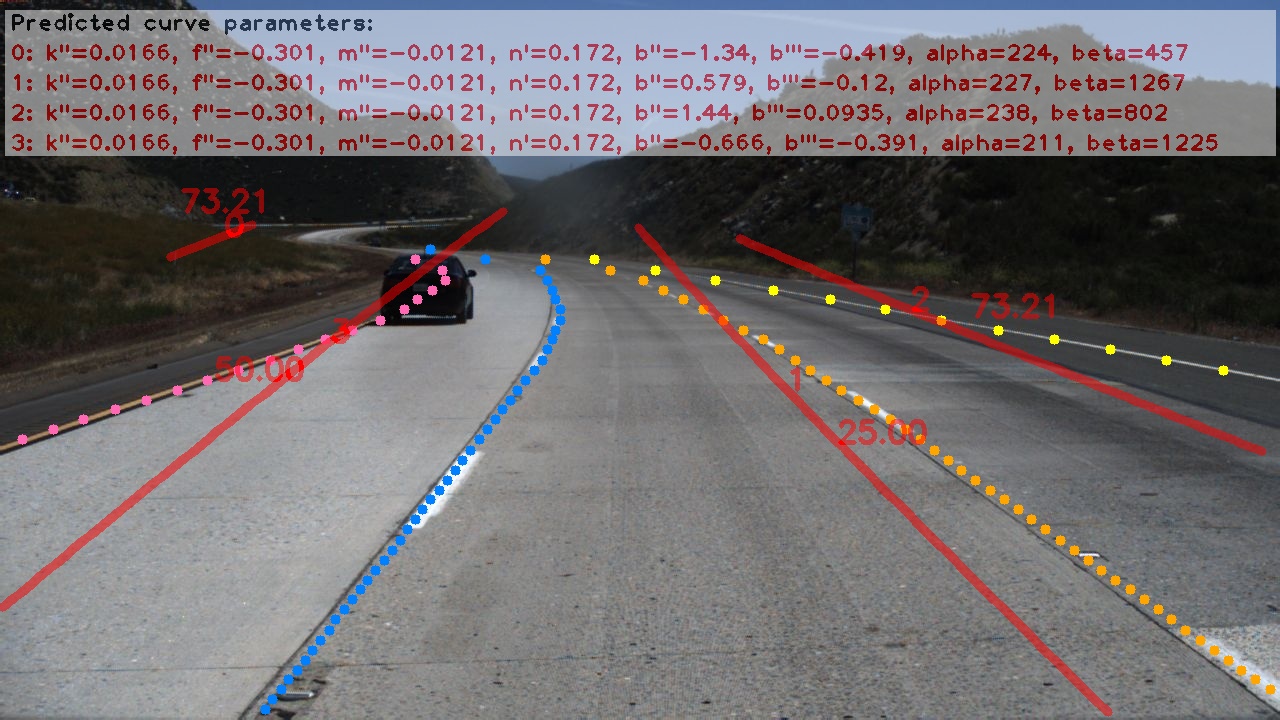 Predicted curve parameters:
0: k''=0.0166, f''=−0.301, m''=−0.0121, n'=0.172, b''=−1.34, b'''=−0.419, alpha=224, beta=457
1: k''=0.0166, f''=−0.301, m''=−0.0121, n'=0.172, b''=0.579, b'''=−0.12, alpha=227, beta=1267
2: k''=0.0166, f''=−0.301, m''=−0.0121, n'=0.172, b''=1.44, b'''=0.0935, alpha=238, beta=802
3: k''=0.0166, f''=−0.301, m''=−0.0121, n'=0.172, b''=−0.666, b'''=−0.391, alpha=211, beta=1225
73.21
0
2 73.21
3
50.00
1
25.00